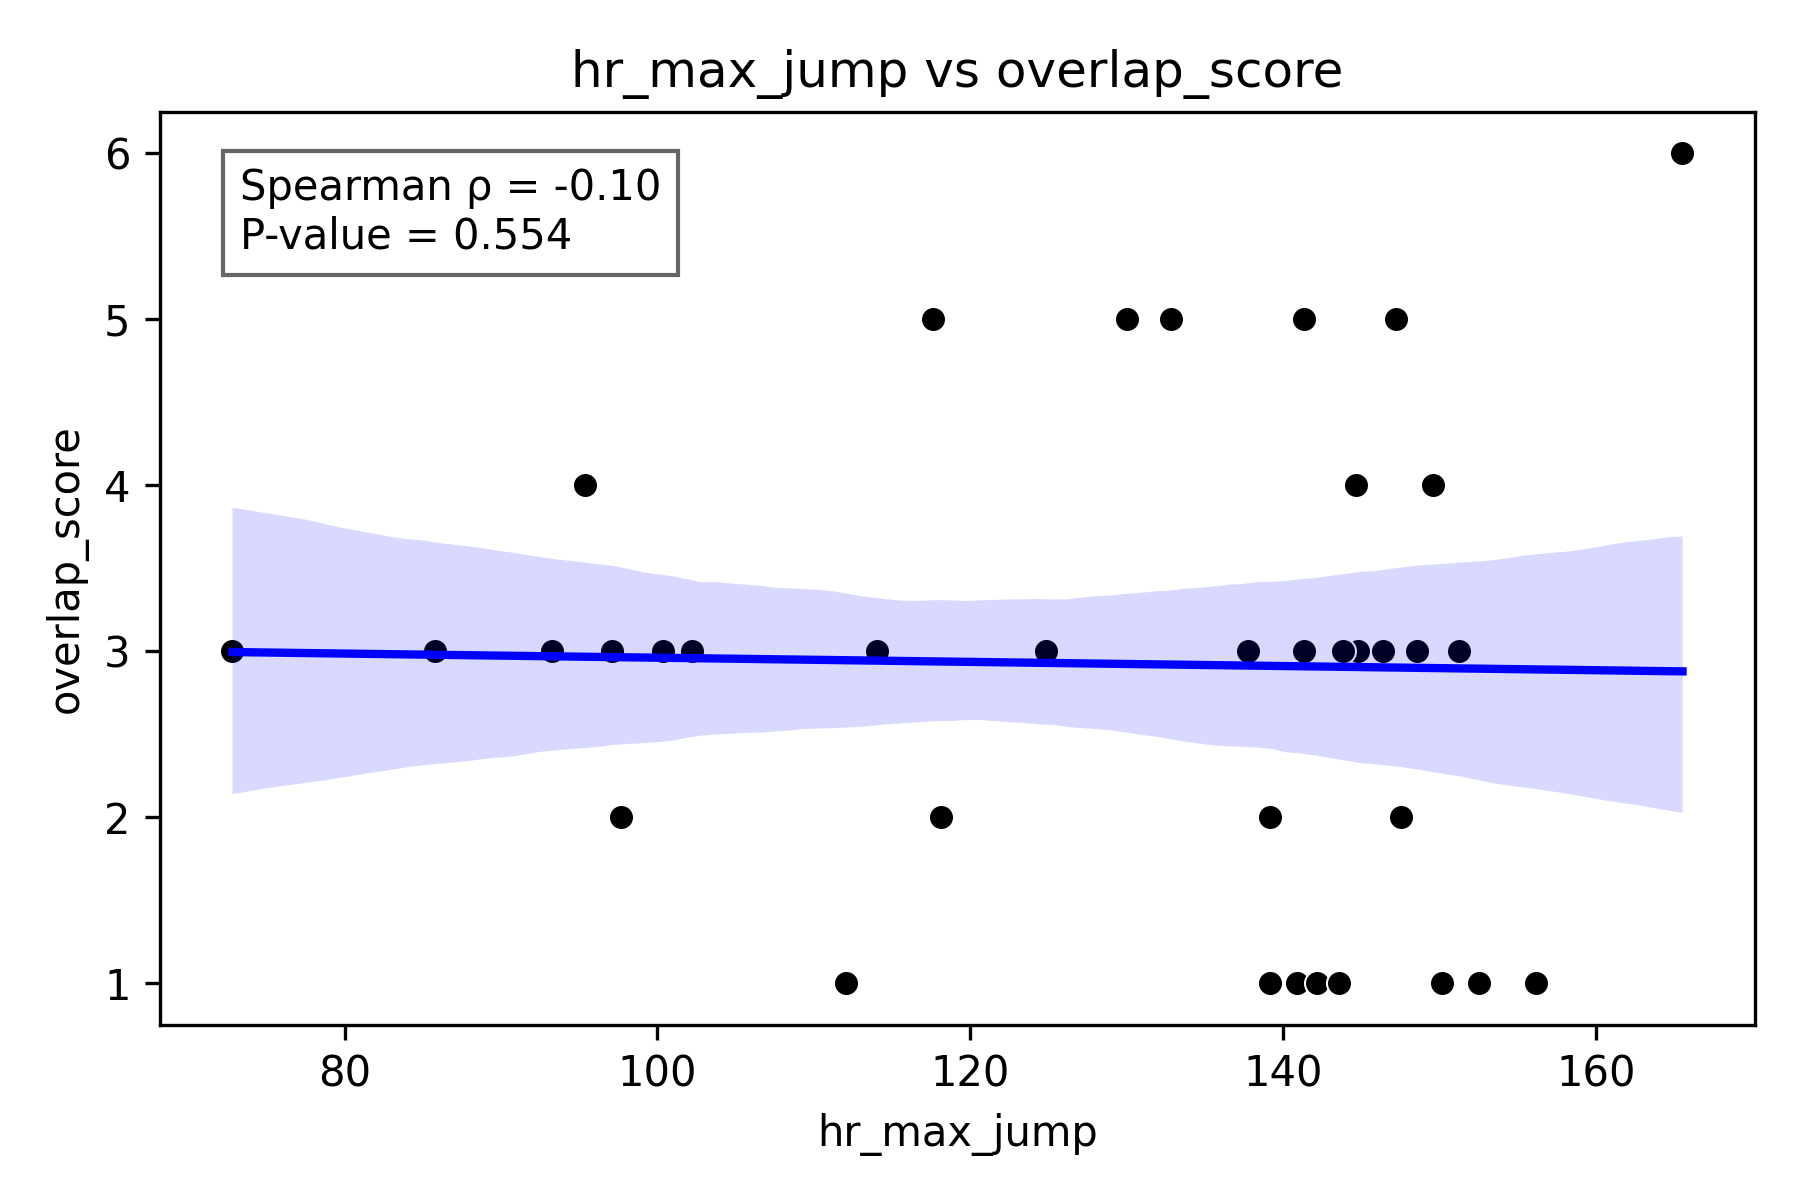 hr_max_jump vs overlap_score
Spearman ρ = -0.10
P-value = 0.554
6
5
4
3
2
1
overlap_score
80 100 120 140 160
hr_max_jump